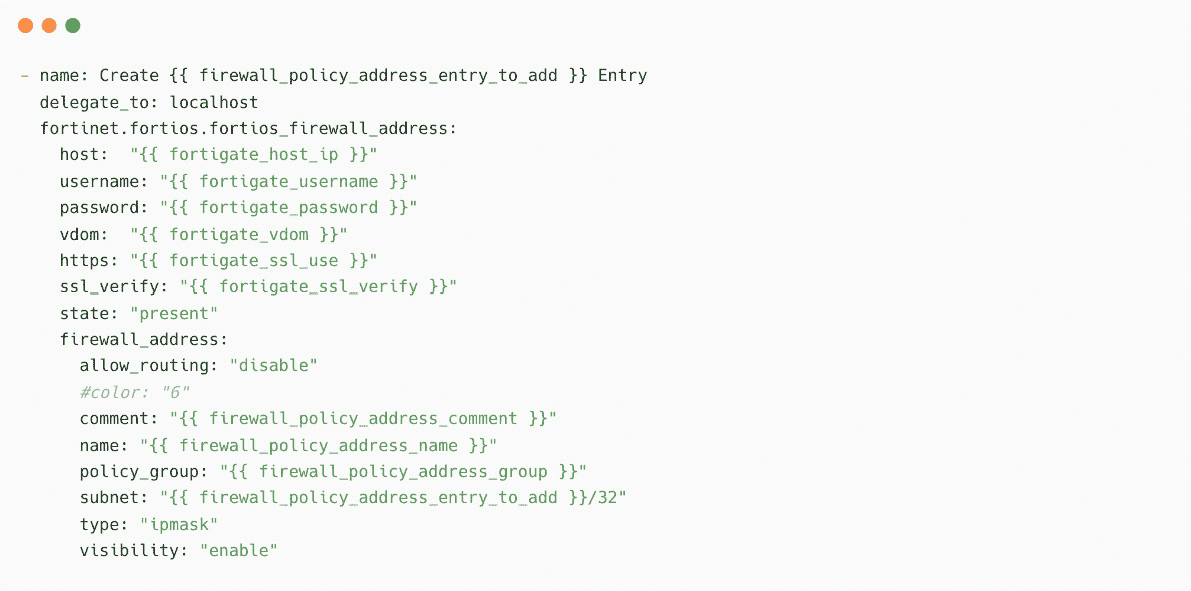 - name: Create {{ firewall_policy_address_entry_to_add }} Entry
  delegate_to: localhost
  fortinet.fortios.fortios_firewall_address:
    host:  "{{ fortigate_host_ip }}"
    username: "{{ fortigate_username }}"
    password: "{{ fortigate_password }}"
    vdom:  "{{ fortigate_vdom }}"
    https: "{{ fortigate_ssl_use }}"
    ssl_verify: "{{ fortigate_ssl_verify }}"
    state: "present"
    firewall_address:
      allow_routing: "disable"
      #color: "6"
      comment: "{{ firewall_policy_address_comment }}"
      name: "{{ firewall_policy_address_name }}"
      policy_group: "{{ firewall_policy_address_group }}"
      subnet: "{{ firewall_policy_address_entry_to_add }}/32"
      type: "ipmask"
      visibility: "enable"